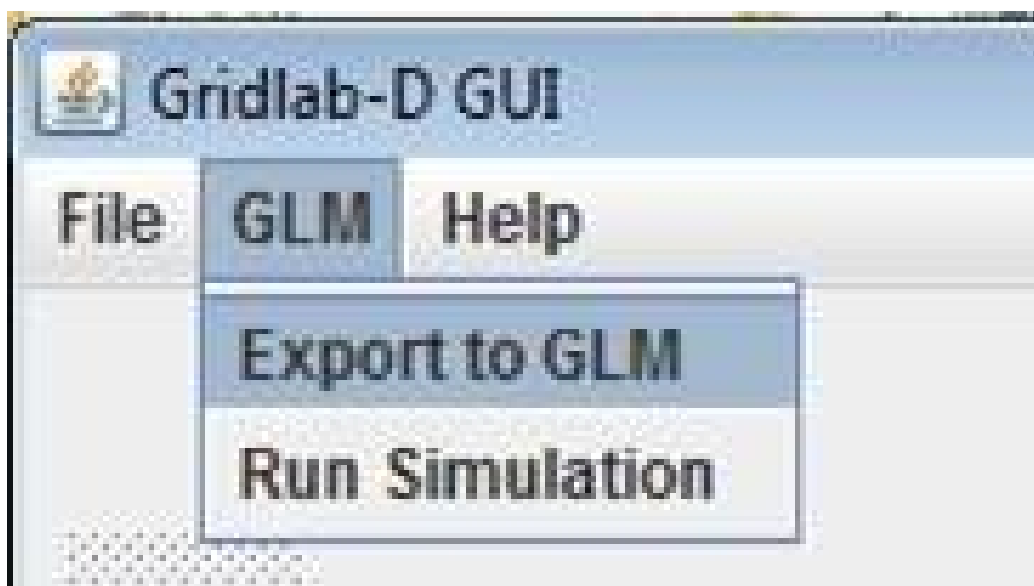 Gridlab-D GUI
File GLM Help
Export to GLM
Run Simulation